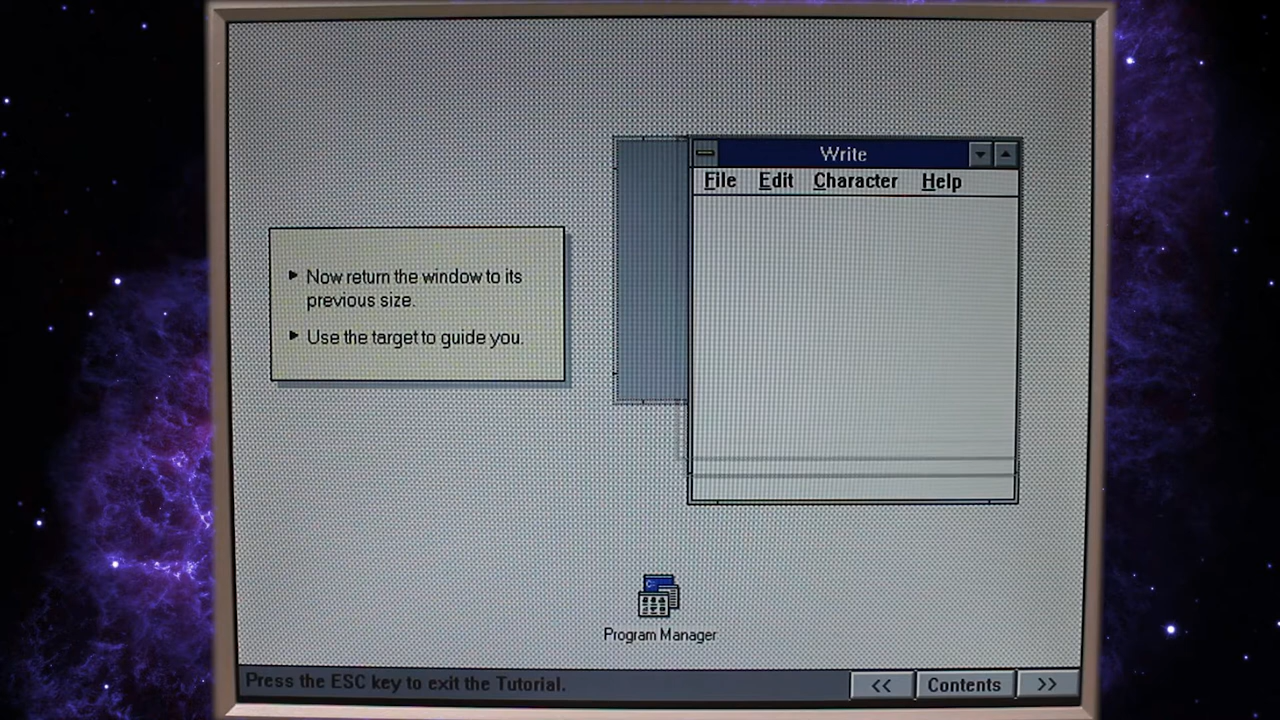 Write
File Edit Character Help
Now return the window to its
previous size.
Use the target to guide you.
Program Manager
Press the ESC key to exit the Tutorial.
<< Contents >>